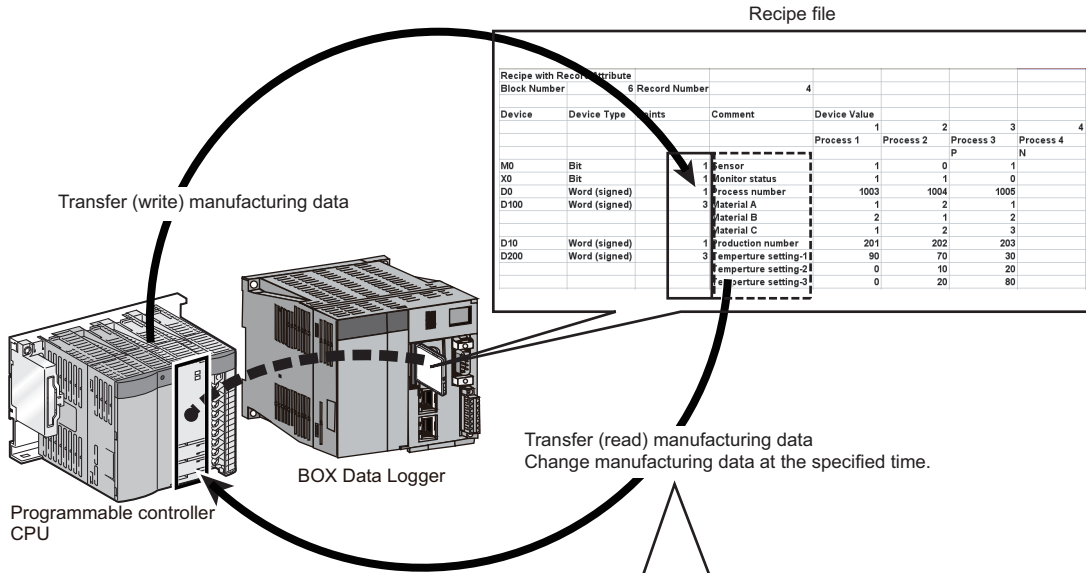 Recipe file
Recipe with Record Attribute
Block Number 6 Record Number 4
Device Device Type Points Comment Device Value
1 2 3 4
Process 1 Process 2 Process 3 Process 4
P N
M0 Bit 1 Sensor 1 0 1
X0 Bit 1 Monitor status 1 1 0
D0 Word (signed) 1 Process number 1003 1004 1005
D100 Word (signed) 3 Material A 1 2 1
Material B 2 1 2
Material C 1 2 3
D10 Word (signed) 1 Production number 201 202 203
D200 Word (signed) 3 Temperture setting-1 90 70 30
Temperture setting-2 0 10 20
Temperture setting-3 0 20 80
Transfer (write) manufacturing data
Transfer (read) manufacturing data
Change manufacturing data at the specified time.
BOX Data Logger
Programmable controller
CPU